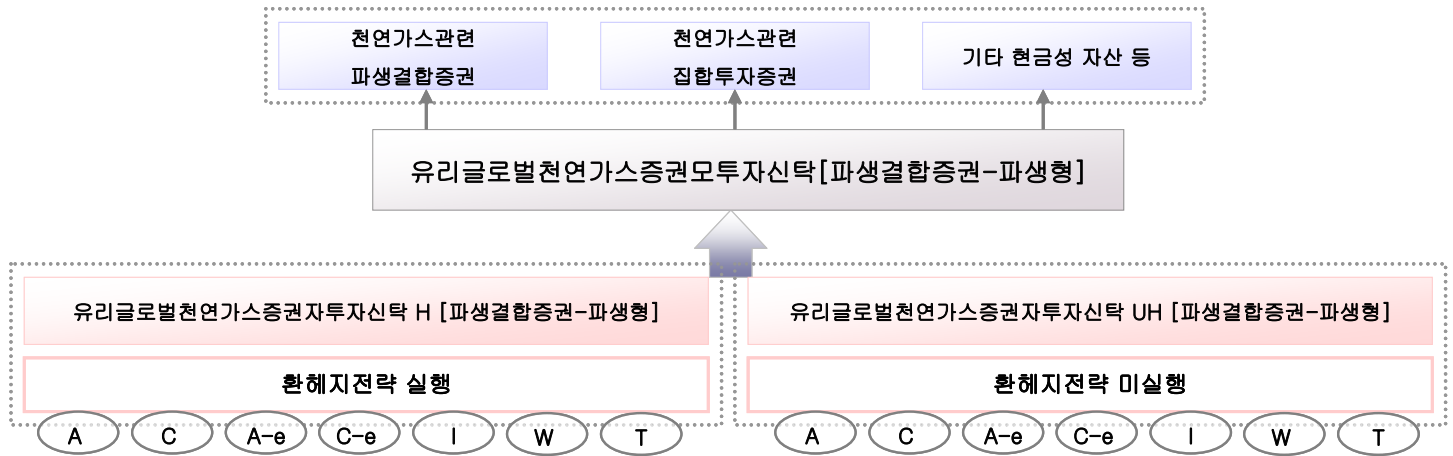 천연가스관련
파생결합증권
천연가스관련
집합투자증권
기타 현금성 자산 등
유리글로벌천연가스증권모투자신탁[파생결합증권-파생형]
유리글로벌천연가스증권자투자신탁 H [파생결합증권-파생형]
환헤지전략 실행
A C A-e C-e I W T
유리글로벌천연가스증권자투자신탁 UH [파생결합증권-파생형]
환헤지전략 미실행
A C A-e C-e I W T